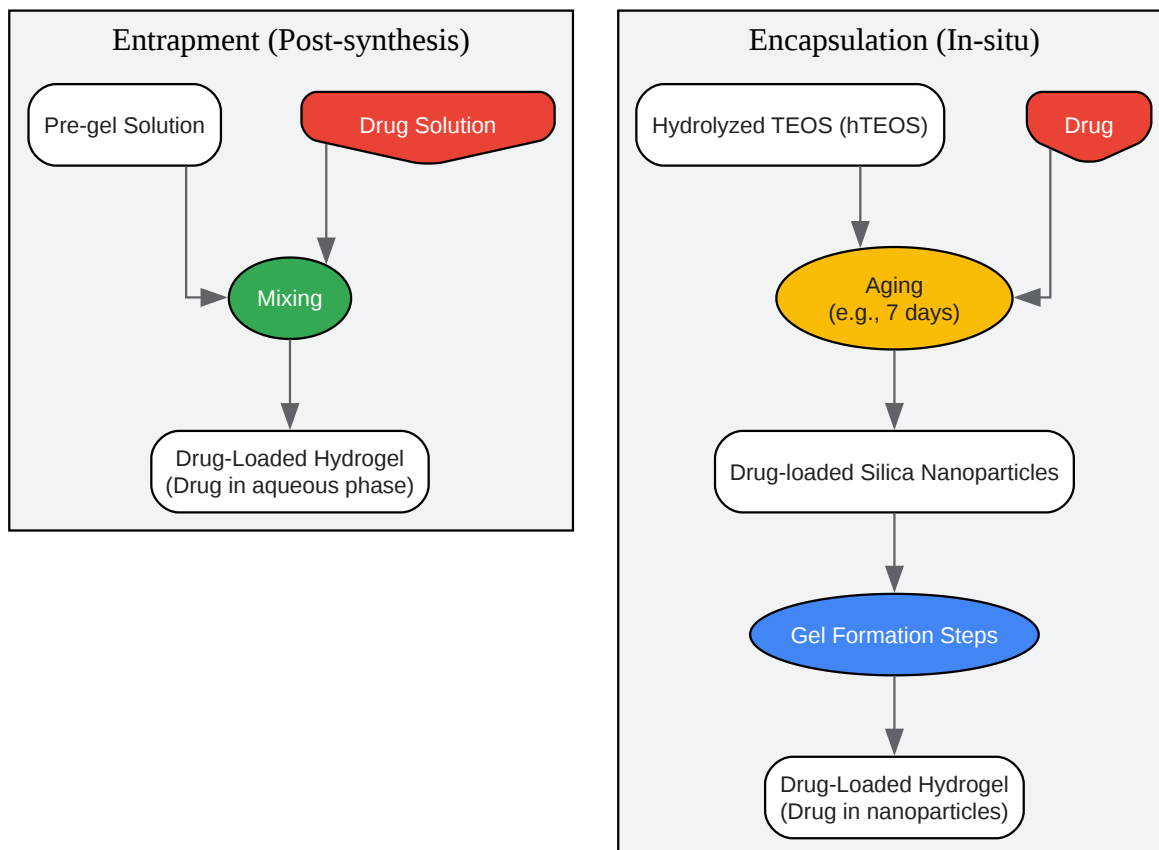 Entrapment (Post-synthesis)
Pre-gel Solution
Drug Solution
Mixing
Drug-Loaded Hydrogel
(Drug in aqueous phase)
Encapsulation (In-situ)
Hydrolyzed TEOS (hTEOS)
Drug
Aging
(e.g., 7 days)
Drug-loaded Silica Nanoparticles
Gel Formation Steps
Drug-Loaded Hydrogel
(Drug in nanoparticles)